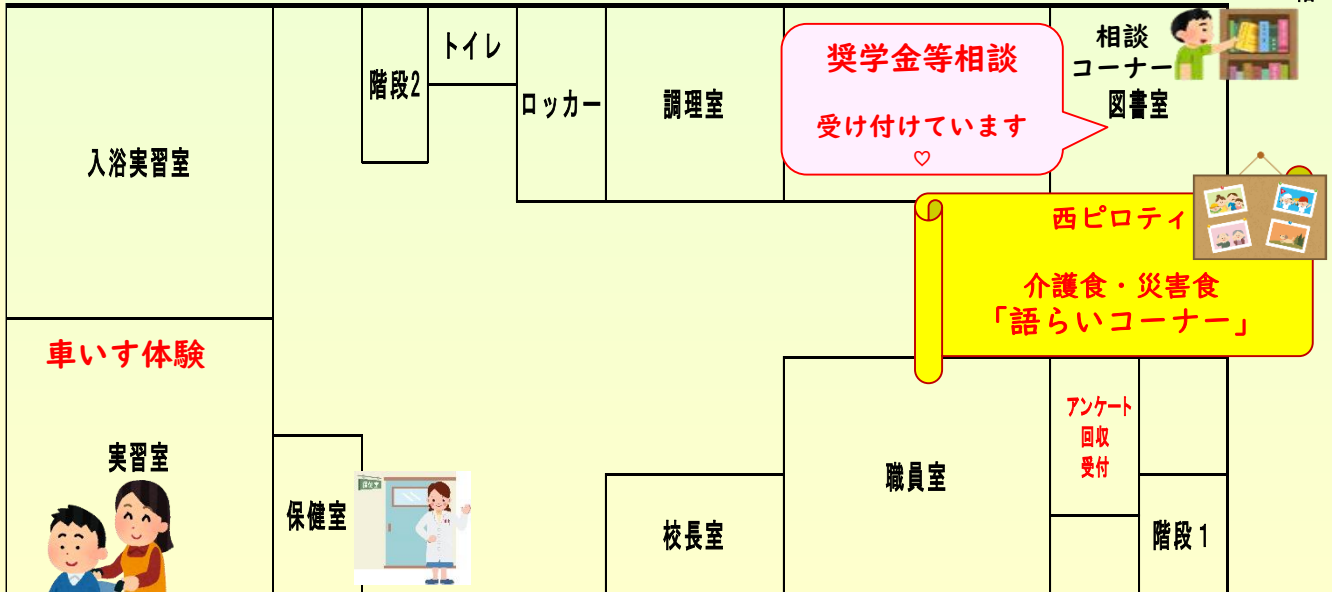 トイレ
階段2
ロッカー
調理室
奨学金等相談
受け付けています
♡
相談
コーナー
図書室
入浴実習室
西ピロティ
介護食・災害食
「語らいコーナー」
車いす体験
実習室
保健室
校長室
職員室
アンケート
回収
受付
階段1